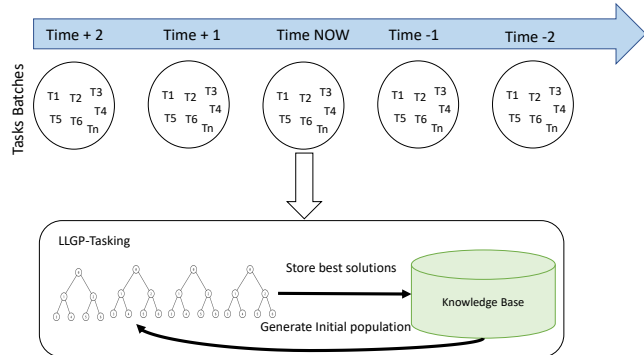 Time + 2
Time + 1
Time NOW
Time -1
Time -2
Tasks Batches
T1 T2 T3
T4
T5 T6
Tn
T1 T2 T3
T4
T5 T6
Tn
T1 T2 T3
T4
T5 T6
Tn
T1 T2 T3
T4
T5 T6
Tn
T1 T2 T3
T4
T5 T6
Tn
LLGP-Tasking
Store best solutions
Knowledge Base
Generate Initial population